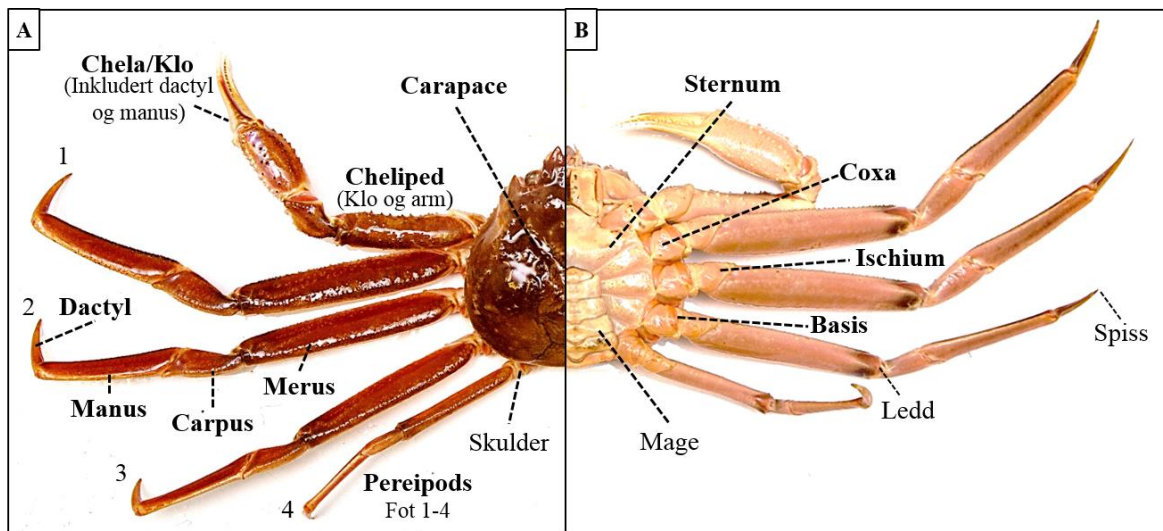 A
Chela/Klo
(Inkludert dactyl
og manus)
Carapace
1
Cheliped
(Klo og arm)
2
Dactyl
Manus
Carpus
Merus
3
4
Pereipods
Fot 1-4
Skulder
B
Sternum
Coxa
Ischium
Basis
Spiss
Ledd
Mage